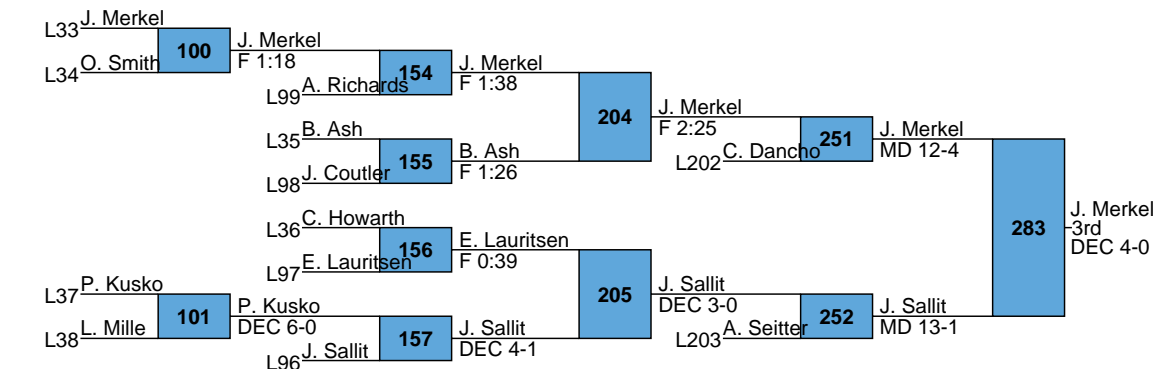 L33 J. Merkel
100
L34 O. Smith
J. Merkel
F 1:18
154
L99 A. Richards
J. Merkel
F 1:38
L35 B. Ash
155
L98 J. Coutler
B. Ash
F 1:26
204
J. Merkel
F 2:25
251
L202 C. Dancho
J. Merkel
MD 12-4
L36 C. Howarth
156
L97 E. Lauritsen
E. Lauritsen
F 0:39
L37 P. Kusko
101
L38 L. Mille
P. Kusko
DEC 6-0
157
L96 J. Sallit
J. Sallit
DEC 4-1
205
J. Sallit
DEC 3-0
252
L203 A. Seitter
J. Sallit
MD 13-1
283
J. Merkel
3rd
DEC 4-0